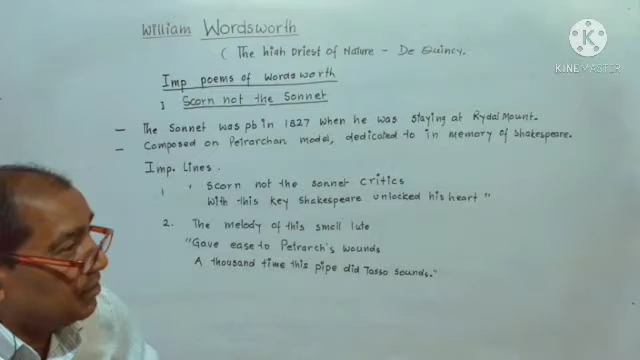 William Wordsworth
( The high Priest of Nature - De Quincy.
Imp poems of Wordsworth
1 Scorn not the Sonnet
- The Sonnet was pb in 1827 when he was staying at Rydal Mount.
- Composed on Petrarchan model, dedicated to in memory of Shakespeare.
Imp. Lines.
1 " Scorn not the sonnet critics
With this key Shakespeare unlocked his heart "
2. The melody of this small lute
"Gave ease to Petrarch's wounds
A thousand time this pipe did Tasso sounds."
K
KINEMASTER